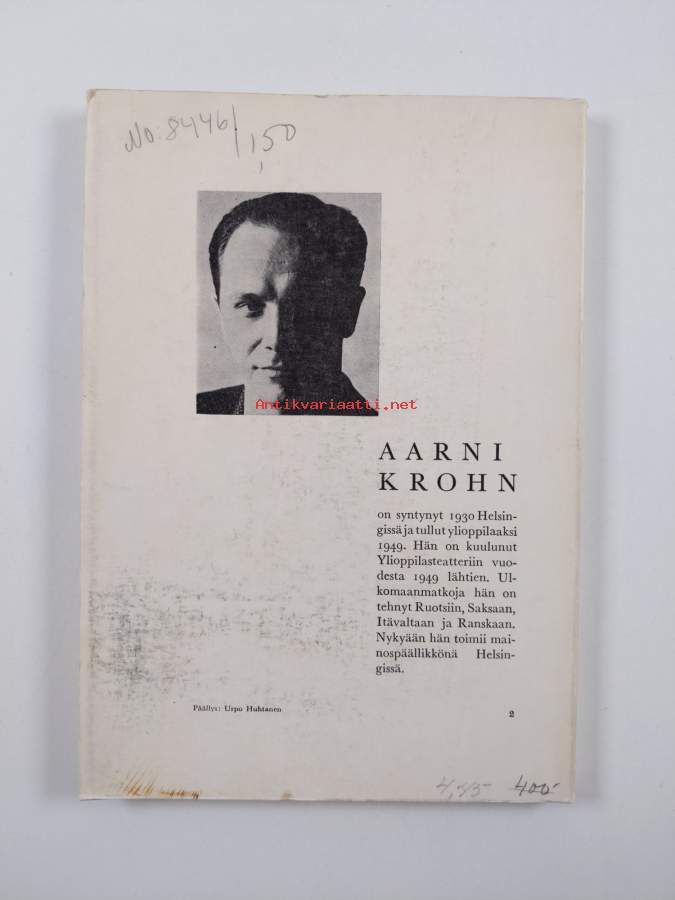 No: 8446/1,50
Antikvariaatti.net
AARNI
KROHN
on syntynyt 1930 Helsin-
gissä ja tullut ylioppilaaksi
1949. Hän on kuulunut
Ylioppilasteatteriin vuo-
desta 1949 lähtien. Ul-
komaanmatkoja hän on
tehnyt Ruotsiin, Saksaan,
Itävaltaan ja Ranskaan.
Nykyään hän toimii mai-
nospäällikkönä Helsin-
gissä.
Päällys: Urpo Huhtanen 2
400